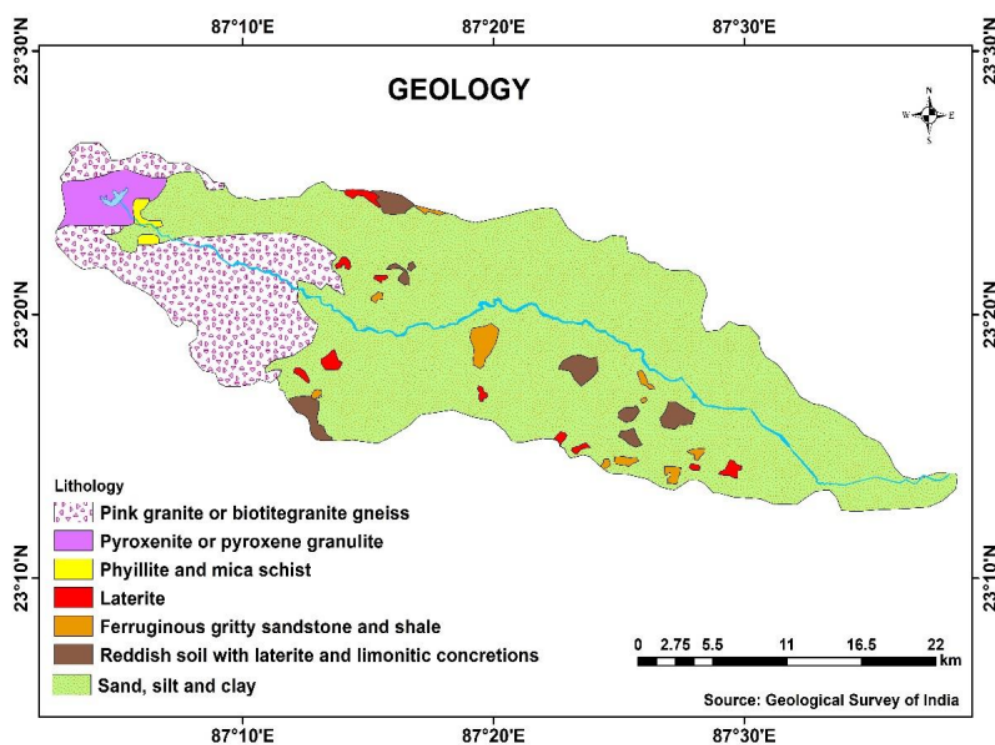 87°10'E 87°20'E 87°30'E
23°30'N 23°30'N
GEOLOGY
N
W E
S
23°20'N 23°20'N
Lithology
Pink granite or biotitegranite gneiss
Pyroxenite or pyroxene granulite
Phyillite and mica schist
Laterite
Ferruginous gritty sandstone and shale
Reddish soil with laterite and limonitic concretions
Sand, silt and clay
23°10'N 23°10'N
0 2.75 5.5 11 16.5 22
km
Source: Geological Survey of India
87°10'E 87°20'E 87°30'E